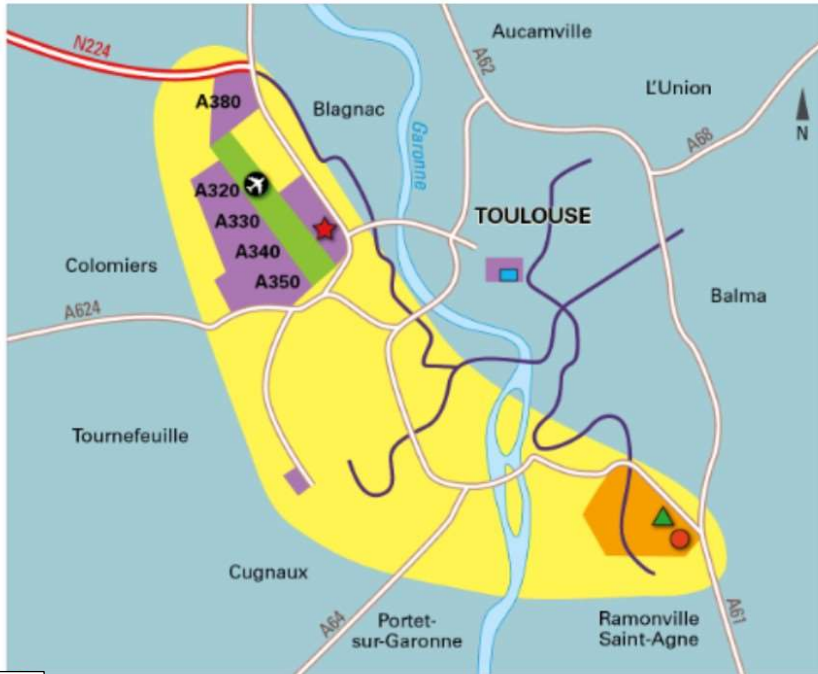 N224
A62
Aucamville
L'Union
A380
Blagnac
A68
N
Garonne
A320
TOULOUSE
A330
A340
Colomiers
A350
Balma
A624
Tournefeuille
Cugnaux
A64
Portet-
sur-Garonne
Ramonville
Saint-Agne
A61